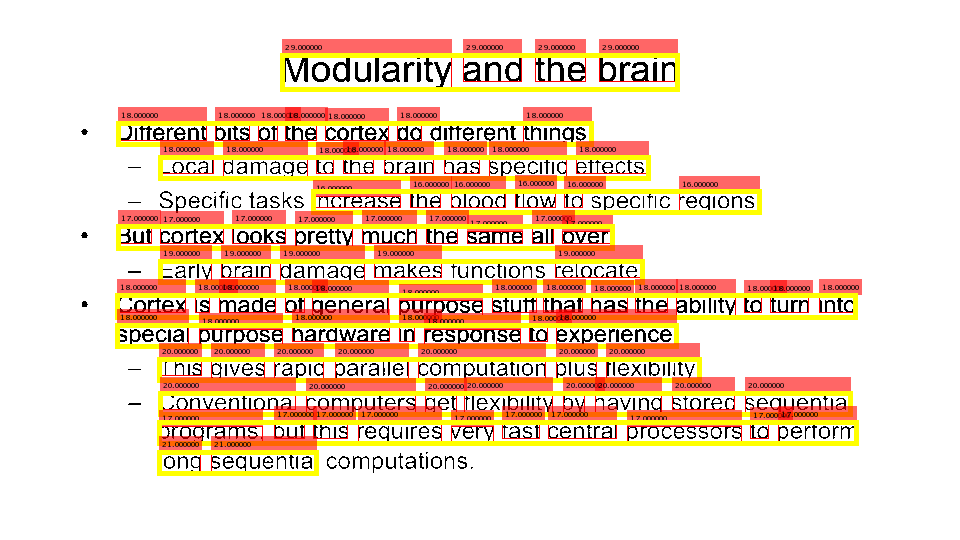 Modularity and the brain
• Different bits of the cortex do different things
– Local damage to the brain has specific effects
– Specific tasks increase the blood flow to specific regions
• But cortex looks pretty much the same all over
– Early brain damage makes functions relocate
• Cortex is made of general purpose stuff that has the ability to turn into
special purpose hardware in response to experience
– This gives rapid parallel computation plus flexibility
– Conventional computers get flexibility by having stored sequential
programs, but this requires very fast central processors to perform
long sequential computations.